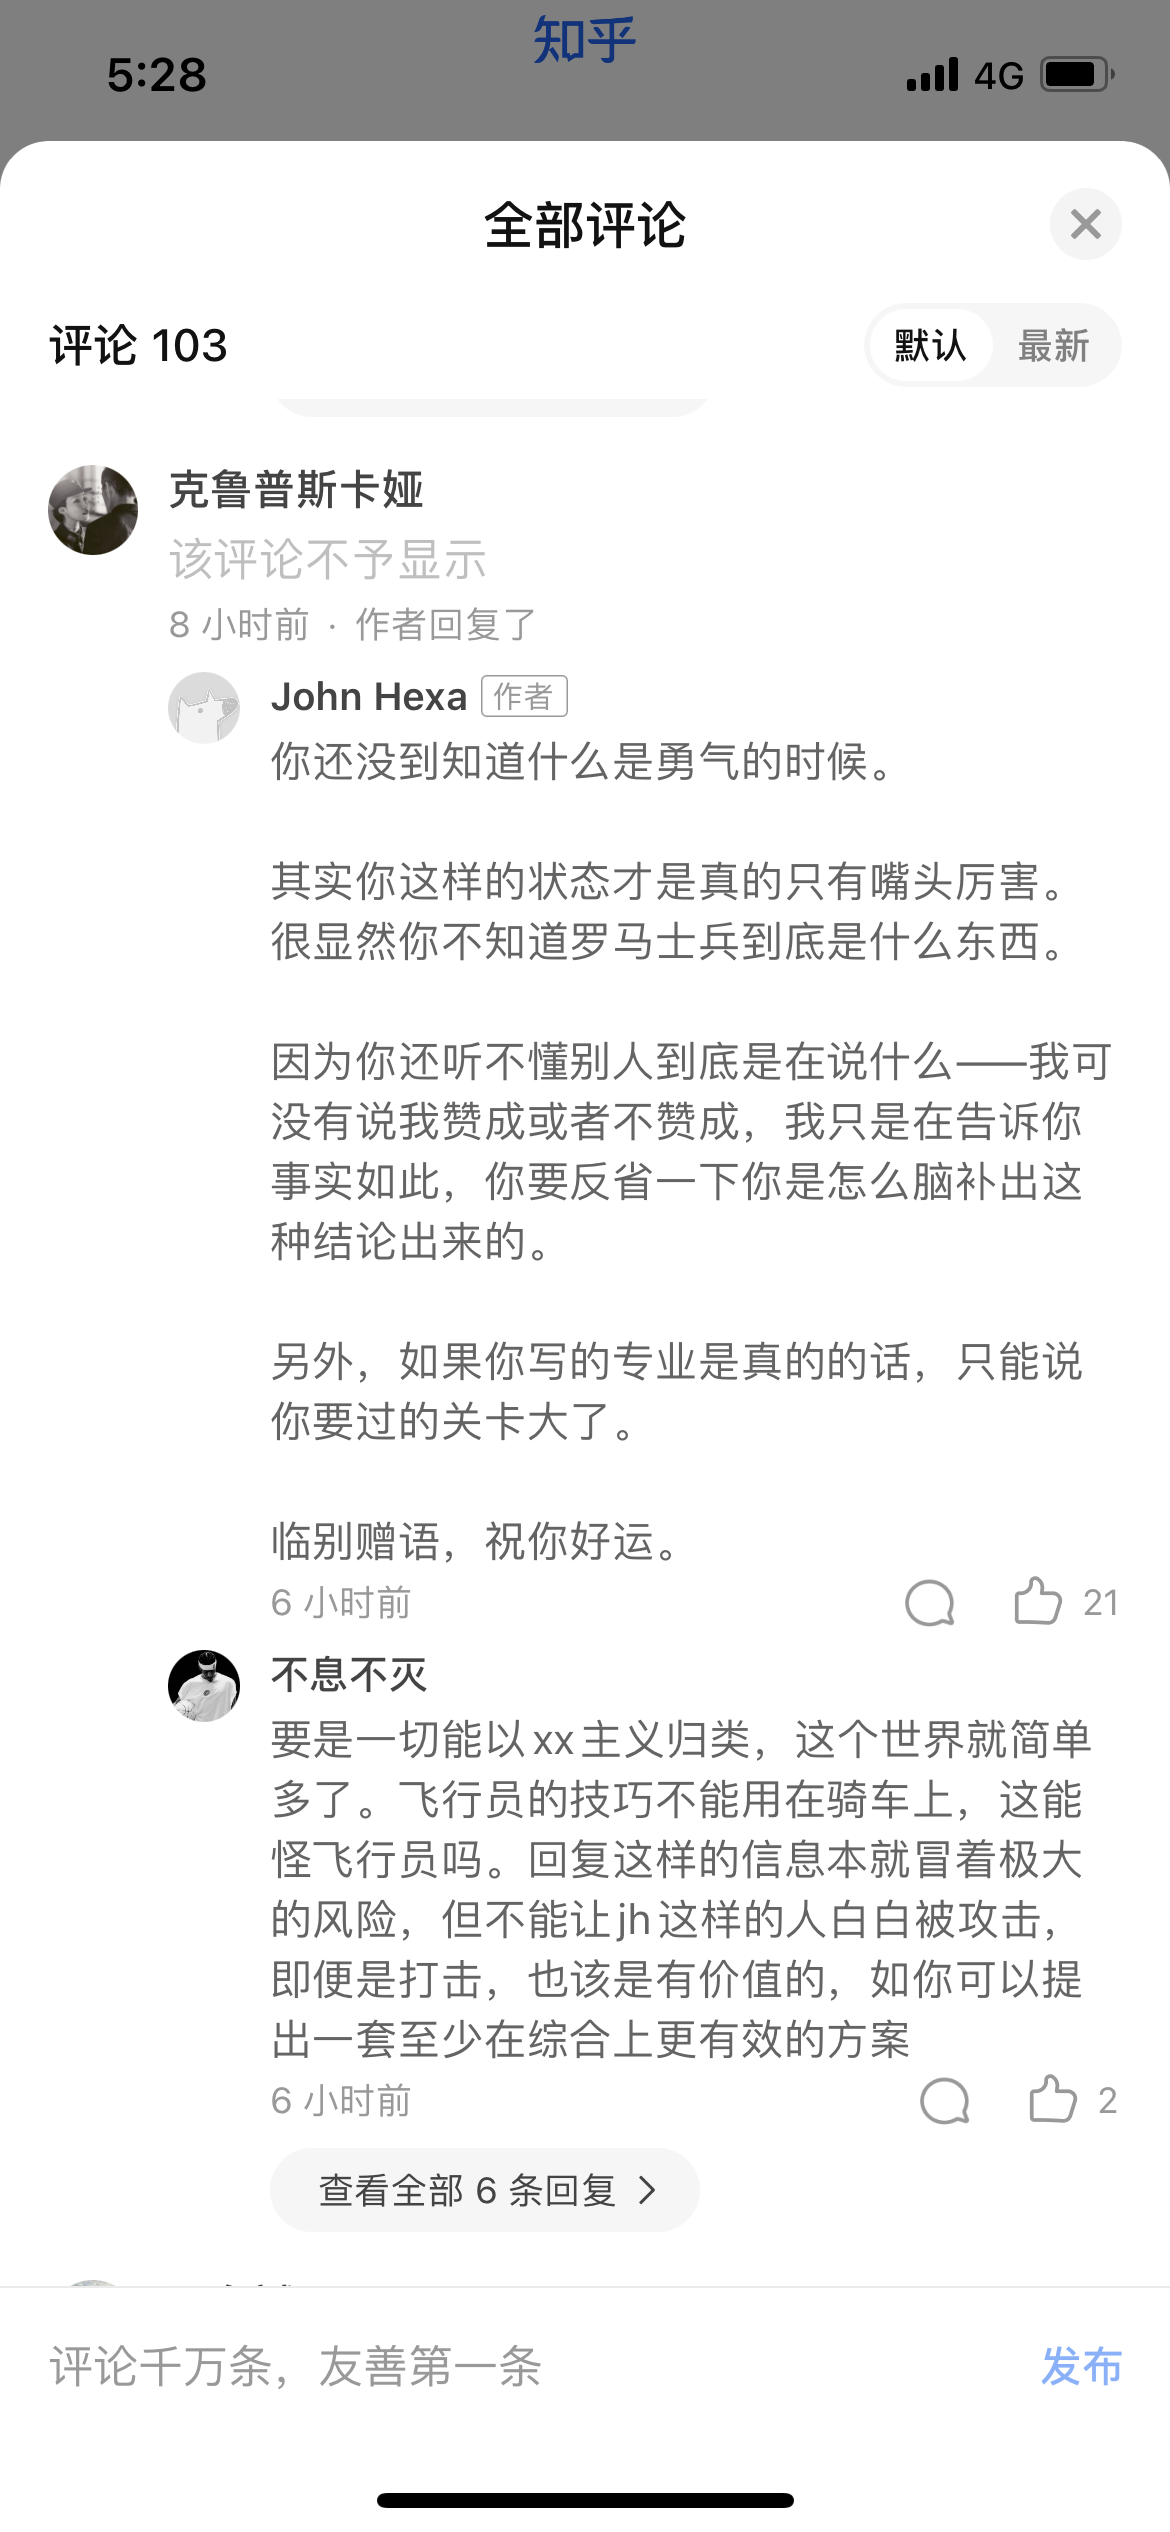 知乎
5:28
4G
全部评论
评论 103
默认 最新
克鲁普斯卡娅
该评论不予显示
8 小时前 · 作者回复了
John Hexa 作者
你还没到知道什么是勇气的时候。
其实你这样的状态才是真的只有嘴头厉害。
很显然你不知道罗马士兵到底是什么东西。
因为你还听不懂别人到底是在说什么——我可
没有说我赞成或者不赞成，我只是在告诉你
事实如此，你要反省一下你是怎么脑补出这
种结论出来的。
另外，如果你写的专业是真的的话，只能说
你要过的关卡大了。
临别赠语，祝你好运。
6 小时前
21
不息不灭
要是一切能以xx主义归类，这个世界就简单
多了。飞行员的技巧不能用在骑车上，这能
怪飞行员吗。回复这样的信息本就冒着极大
的风险，但不能让jh这样的人白白被攻击，
即便是打击，也该是有价值的，如你可以提
出一套至少在综合上更有效的方案
6 小时前
2
查看全部 6 条回复
评论千万条，友善第一条
发布